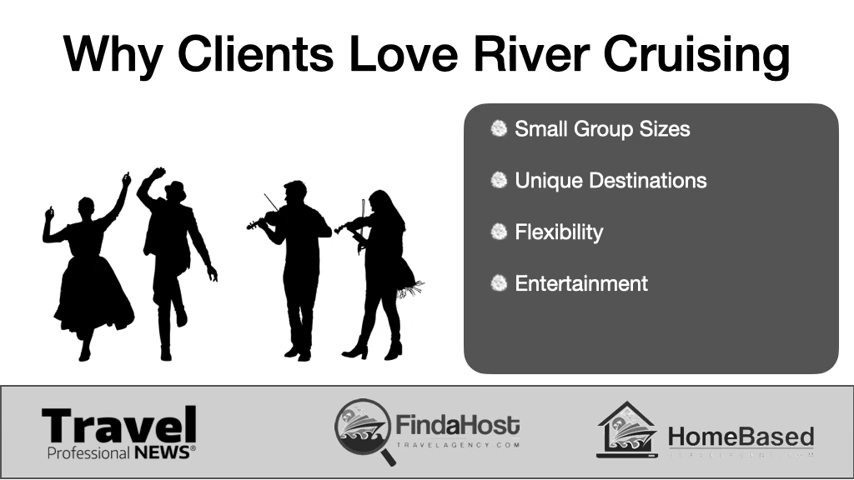 Why Clients Love River Cruising
Small Group Sizes
Unique Destinations
Flexibility
Entertainment
Travel
Professional NEWS®
FindaHost
TRAVELAGENCY.COM
HomeBased